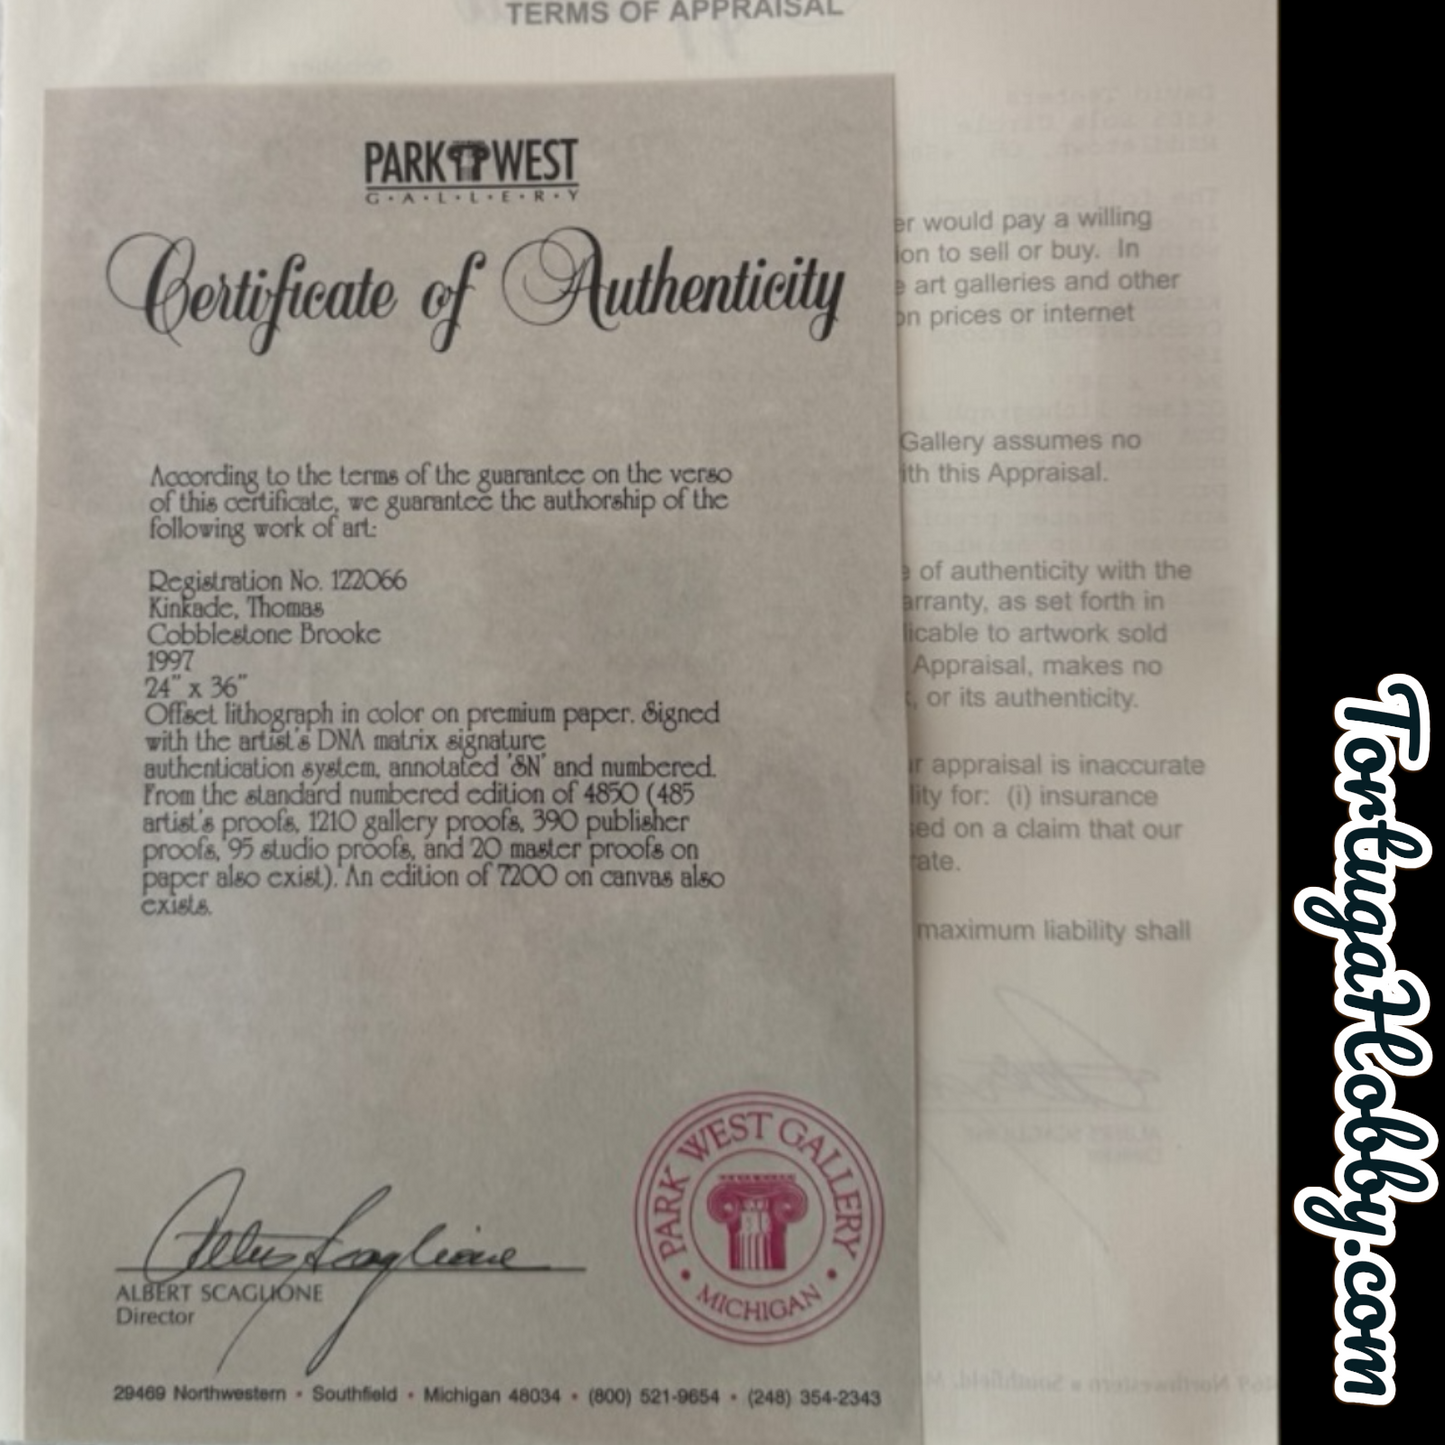 TERMS OF APPRAISAL
PARK WEST
G·A·L·L·E·R·Y
Certificate of Authenticity
According to the terms of the guarantee on the verso
of this certificate, we guarantee the authorship of the
following work of art:
Registration No. 122066
Kinkade, Thomas
Cobblestone Brooke
1997
24" x 36"
Offset lithograph in color on premium paper. Signed
with the artist's DNA matrix signature
authentication system, annotated 'SN' and numbered.
From the standard numbered edition of 4850 (485
artist's proofs, 1210 gallery proofs, 390 publisher
proofs, 95 studio proofs, and 20 master proofs on
paper also exist). An edition of 7200 on canvas also
exists.
Albert Scaglione
ALBERT SCAGLIONE
Director
PARK WEST GALLERY
• MICHIGAN •
29469 Northwestern • Southfield • Michigan 48034 • (800) 521-9654 • (248) 354-2343
er would pay a willing
ion to sell or buy. In
e art galleries and other
on prices or internet
Gallery assumes no
ith this Appraisal.
e of authenticity with the
arranty, as set forth in
licable to artwork sold
Appraisal, makes no
, or its authenticity.
ur appraisal is inaccurate
lity for: (i) insurance
sed on a claim that our
rate.
maximum liability shall
TortugaHobby.com